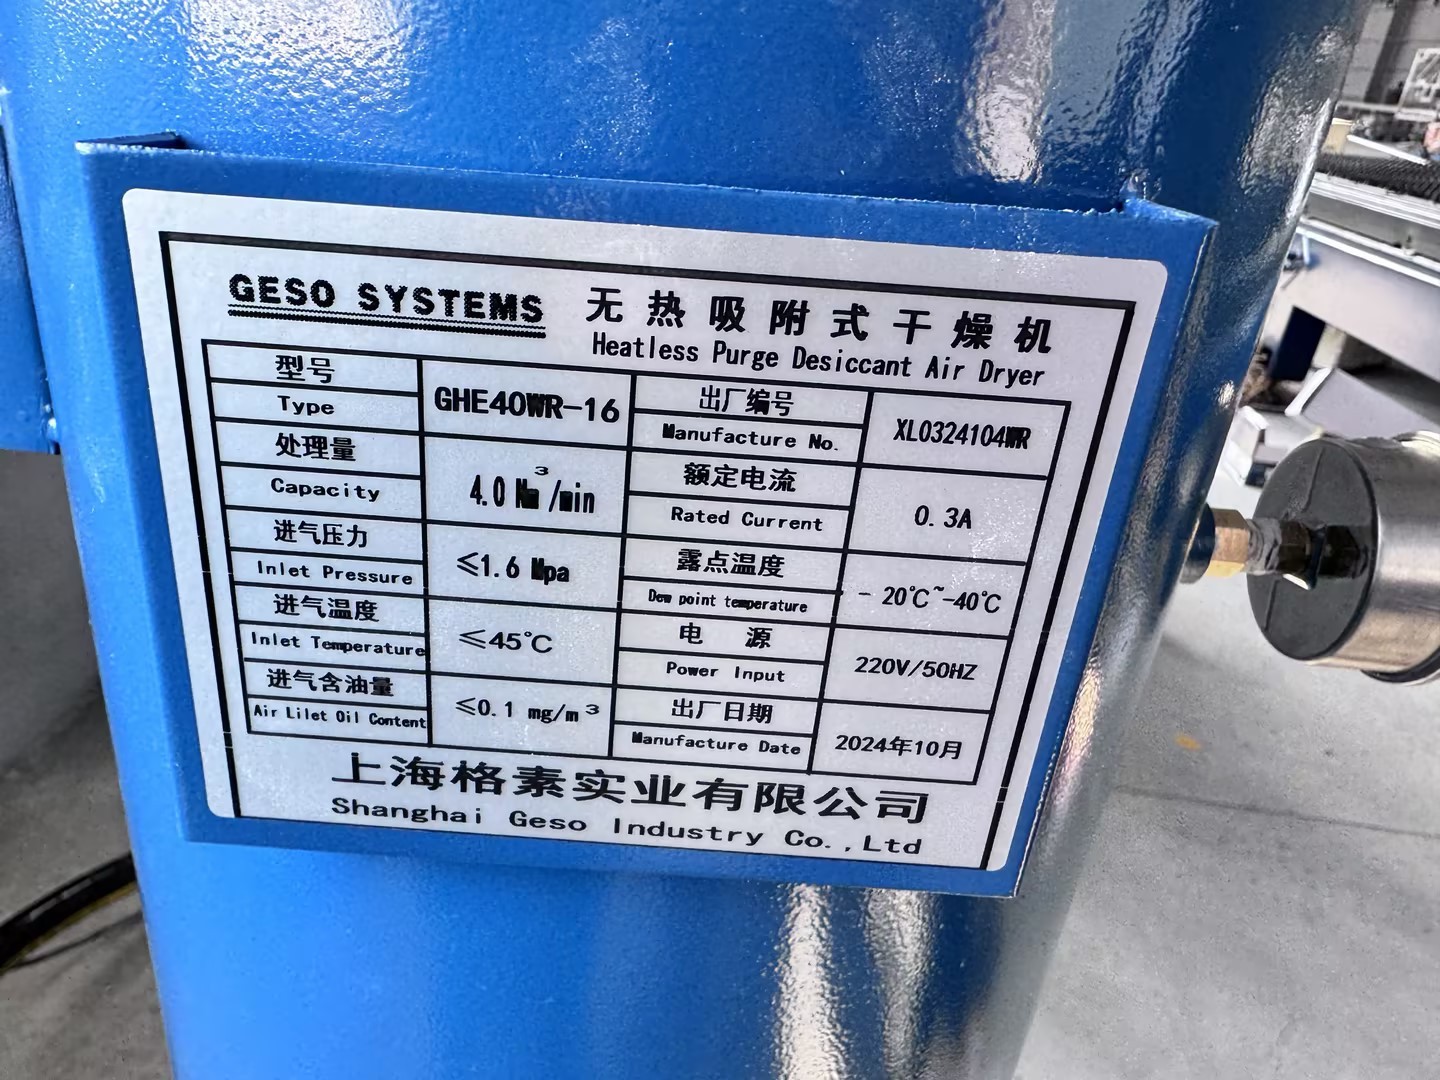 GESO SYSTEMS 无热吸附式干燥机
Heatless Purge Desiccant Air Dryer
型号 Type GHE40WR-16 出厂编号 Manufacture No. XL0324104WR
处理量 Capacity 4.0 Nm³/min 额定电流 Rated Current 0.3A
进气压力 Inlet Pressure ≤1.6 Mpa 露点温度 Dew point temperature -20℃~-40℃
进气温度 Inlet Temperature ≤45℃ 电源 Power Input 220V/50HZ
进气含油量 Air Lilet Oil Content ≤0.1 mg/m³ 出厂日期 Manufacture Date 2024年10月
上海格素实业有限公司
Shanghai Geso Industry Co.,Ltd